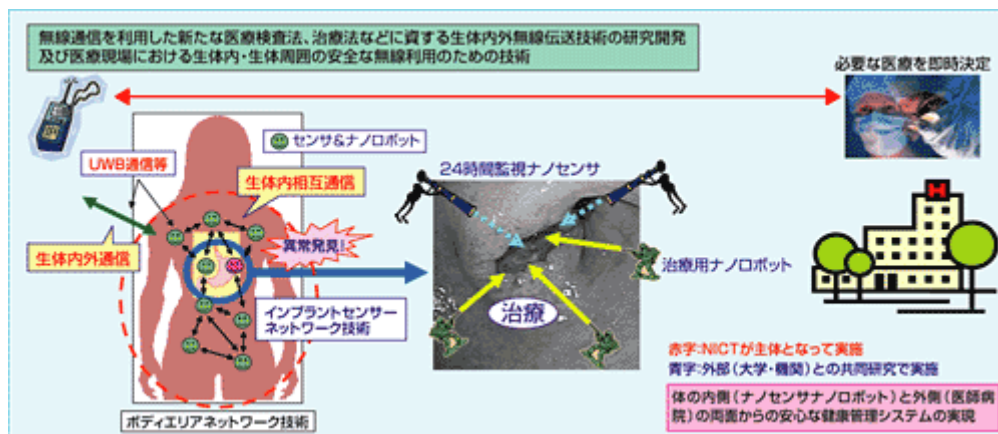 無線通信を利用した新たな医療検査法、治療法などに資する生体内外無線伝送技術の研究開発
及び医療現場における生体内・生体周囲の安全な無線利用のための技術
必要な医療を即時決定
センサ&ナノロボット
UWB通信等
生体内相互通信
24時間監視ナノセンサ
異常発見!
生体内外通信
治療用ナノロボット
インプラントセンサー
ネットワーク技術
治療
H
赤字:NICTが主体となって実施
青字:外部(大学・機関)との共同研究で実施
体の内側(ナノセンサナノロボット)と外側(医師病
院)の両面からの安心な健康管理システムの実現
ボディエリアネットワーク技術